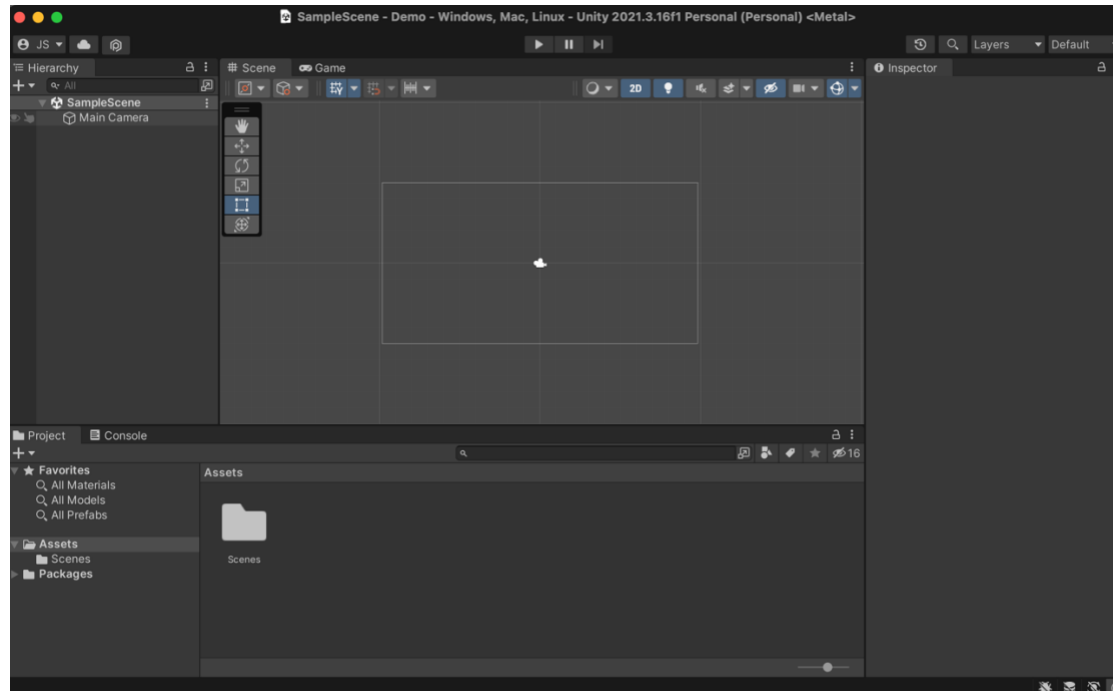 SampleScene - Demo - Windows, Mac, Linux - Unity 2021.3.16f1 Personal (Personal) <Metal>
JS
Layers
Default
Hierarchy
All
SampleScene
Main Camera
Scene
Game
2D
Inspector
Project
Console
16
Favorites
All Materials
All Models
All Prefabs
Assets
Scenes
Packages
Assets
Scenes